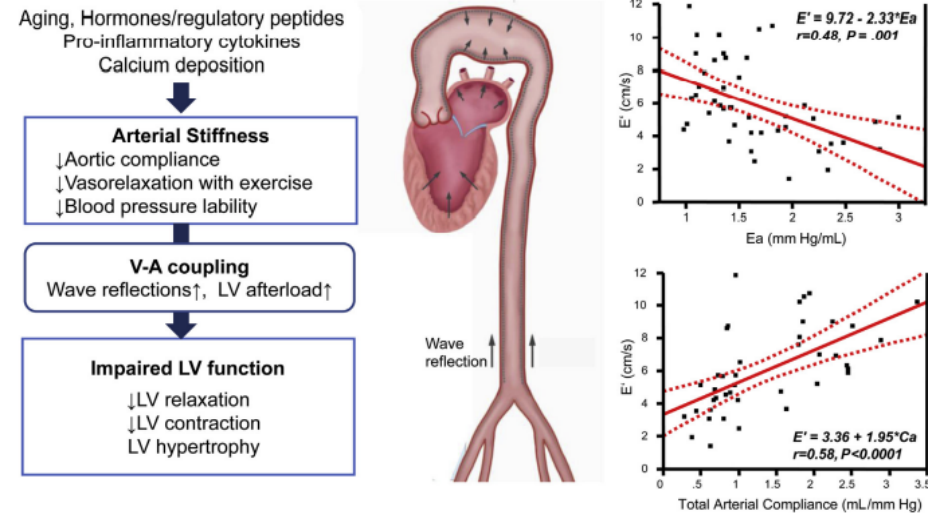 Aging, Hormones/regulatory peptides
Pro-inflammatory cytokines
Calcium deposition
Arterial Stiffness
↓Aortic compliance
↓Vasorelaxation with exercise
↓Blood pressure lability
V-A coupling
Wave reflections↑, LV afterload↑
Impaired LV function
↓LV relaxation
↓LV contraction
LV hypertrophy
Wave
reflection
E' = 9.72 - 2.33*Ea
r=0.48, P = .001
12
10
8
6
4
2
0
E' (cm/s)
1
1.5
2
2.5
3
Ea (mm Hg/mL)
12
10
8
6
4
2
0
E' (cm/s)
E' = 3.36 + 1.95*Ca
r=0.58, P<0.0001
0
.5
1
1.5
2
2.5
3
3.5
Total Arterial Compliance (mL/mm Hg)